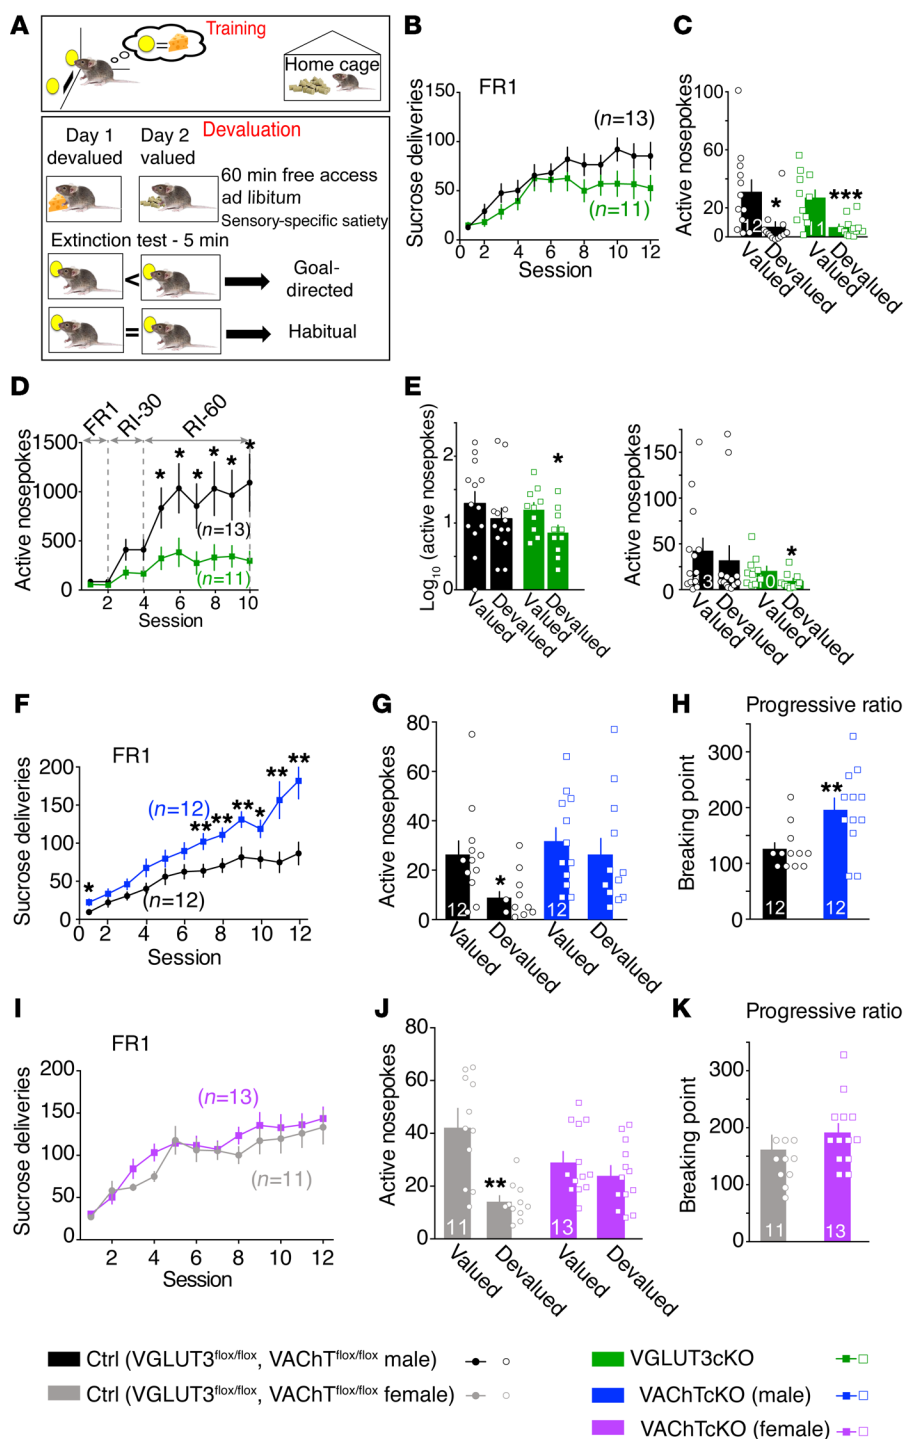 A
Training
=
Home cage
Devaluation
Day 1
devalued
Day 2
valued
60 min free access
ad libitum
Sensory-specific satiety
Extinction test - 5 min
<
Goal-
directed
=
Habitual
B
FR1
Sucrose deliveries
150
100
50
0
(n=13)
(n=11)
0 2 4 6 8 10 12
Session
C
Active nosepokes
100
60
20
0
*
***
12
11
Valued
Devalued
Valued
Devalued
D
FR1
RI-30
RI-60
Active nosepokes
1500
1000
500
0
* * * * * *
(n=13)
(n=11)
0 2 4 6 8 10
Session
E
Log10 (active nosepokes)
2
1
0
*
Valued
Devalued
Valued
Devalued
Active nosepokes
150
100
50
0
*
3
0
Valued
Devalued
Valued
Devalued
F
FR1
Sucrose deliveries
200
150
100
50
0
* ** ** ** * ** **
(n=12)
(n=12)
0 2 4 6 8 10 12
Session
G
Active nosepokes
80
60
40
20
0
*
12
12
Valued
Devalued
Valued
Devalued
H
Progressive ratio
Breaking point
300
200
100
0
**
12
12
I
FR1
Sucrose deliveries
200
150
100
50
0
(n=13)
(n=11)
2 4 6 8 10 12
Session
J
Active nosepokes
80
60
40
20
0
**
11
13
Valued
Devalued
Valued
Devalued
K
Progressive ratio
Breaking point
300
200
100
0
11
13
Ctrl (VGLUT3flox/flox, VAChTflox/flox male)
Ctrl (VGLUT3flox/flox, VAChTflox/flox female)
VGLUT3cKO
VAChTcKO (male)
VAChTcKO (female)